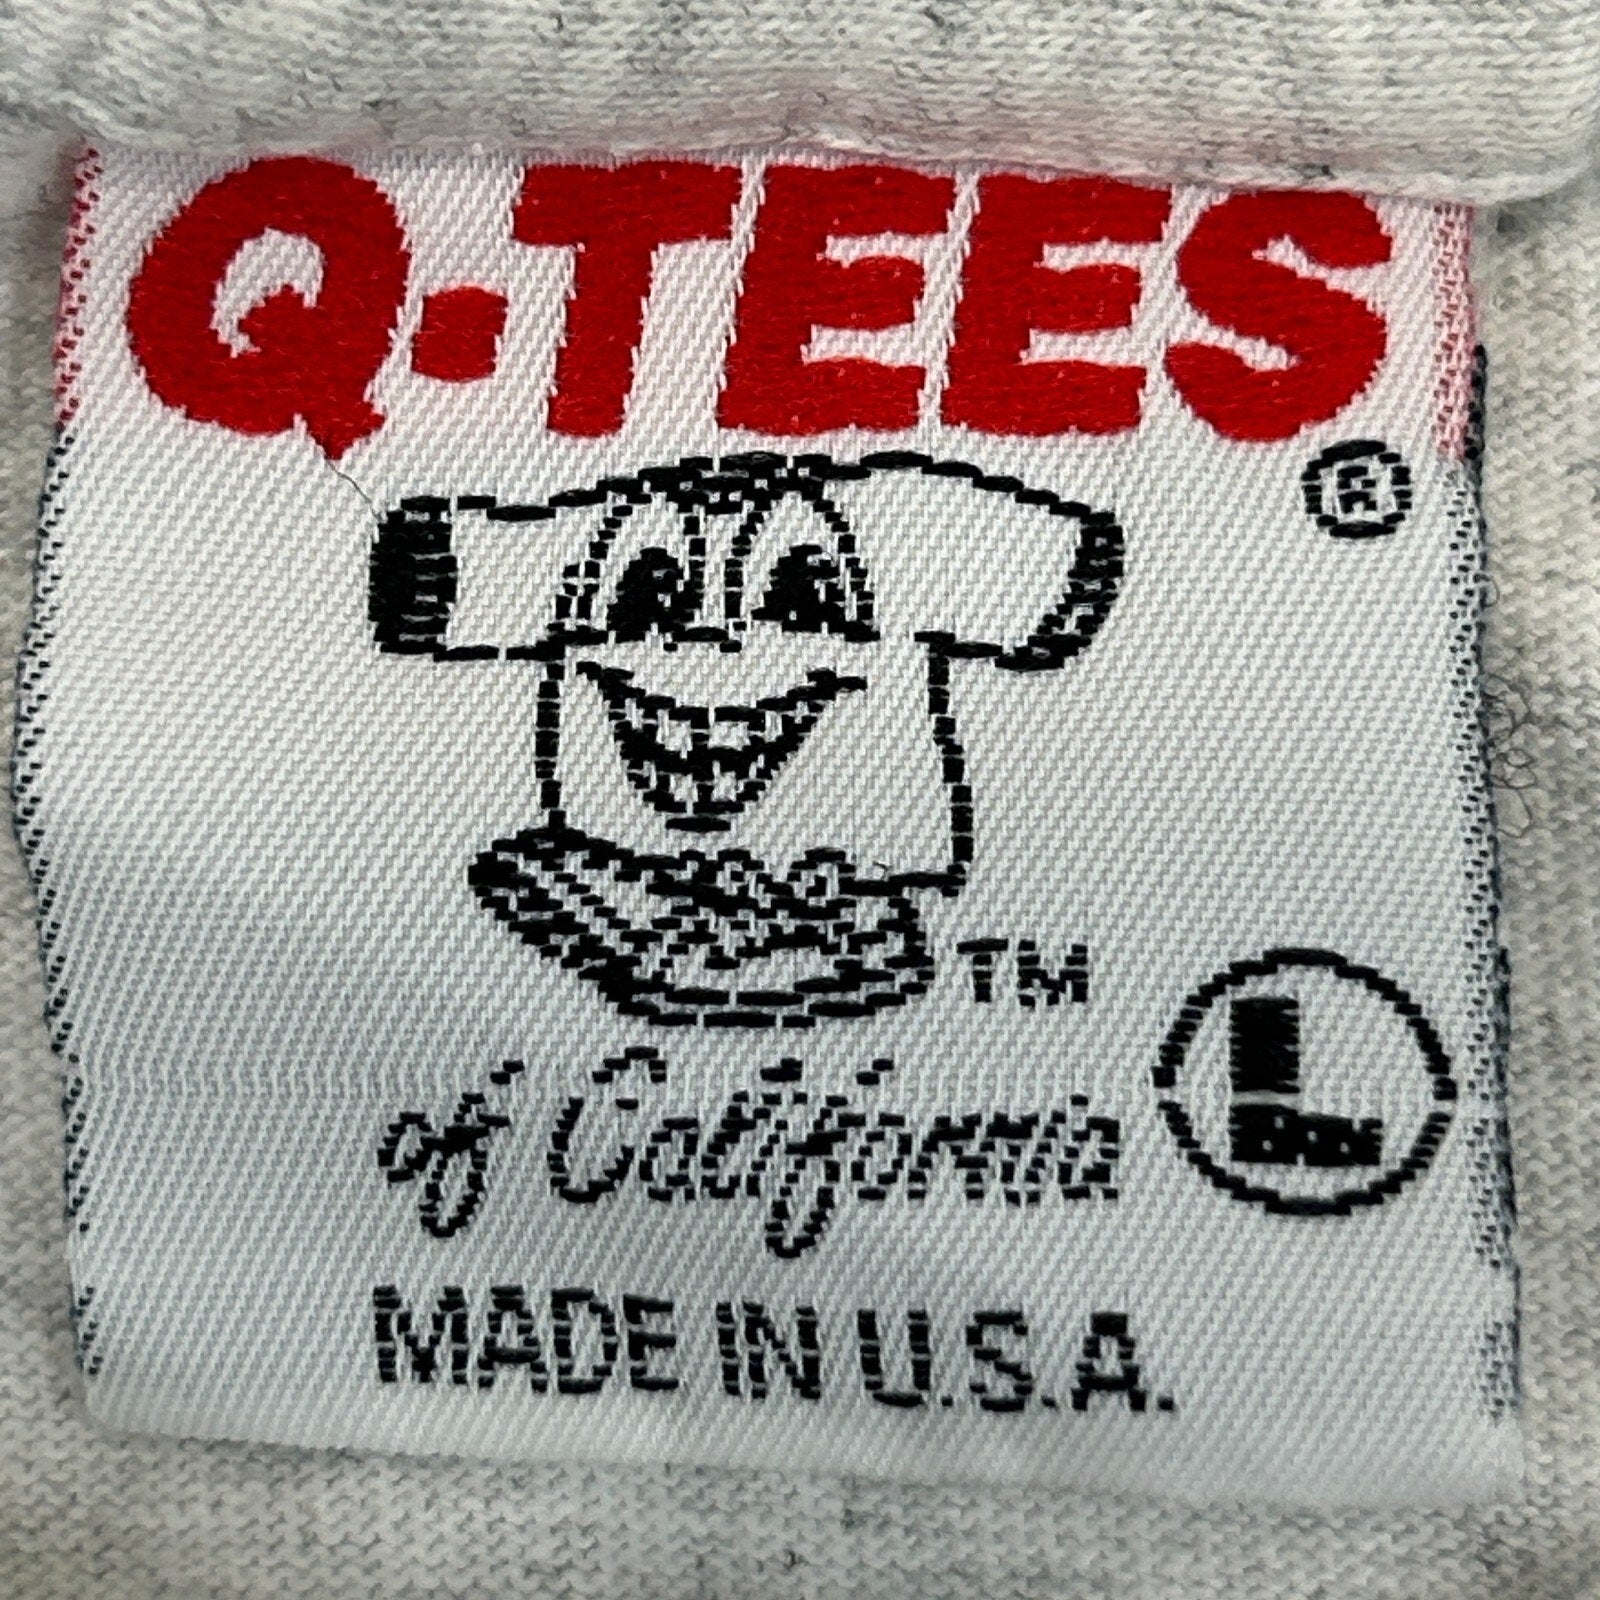 Q·TEES
®
TM
L
of California
MADE IN U.S.A.